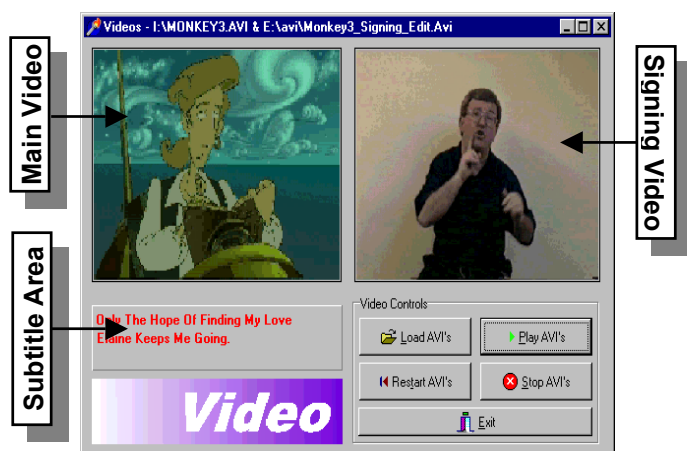 Videos - I:\MONKEY3.AVI & E:\avi\Monkey3_Signing_Edit.Avi
Main Video
Signing Video
Subtitle Area
Only The Hope Of Finding My Love
Elaine Keeps Me Going.
Video
Video Controls
Load AVI's
Play AVI's
Restart AVI's
Stop AVI's
Exit